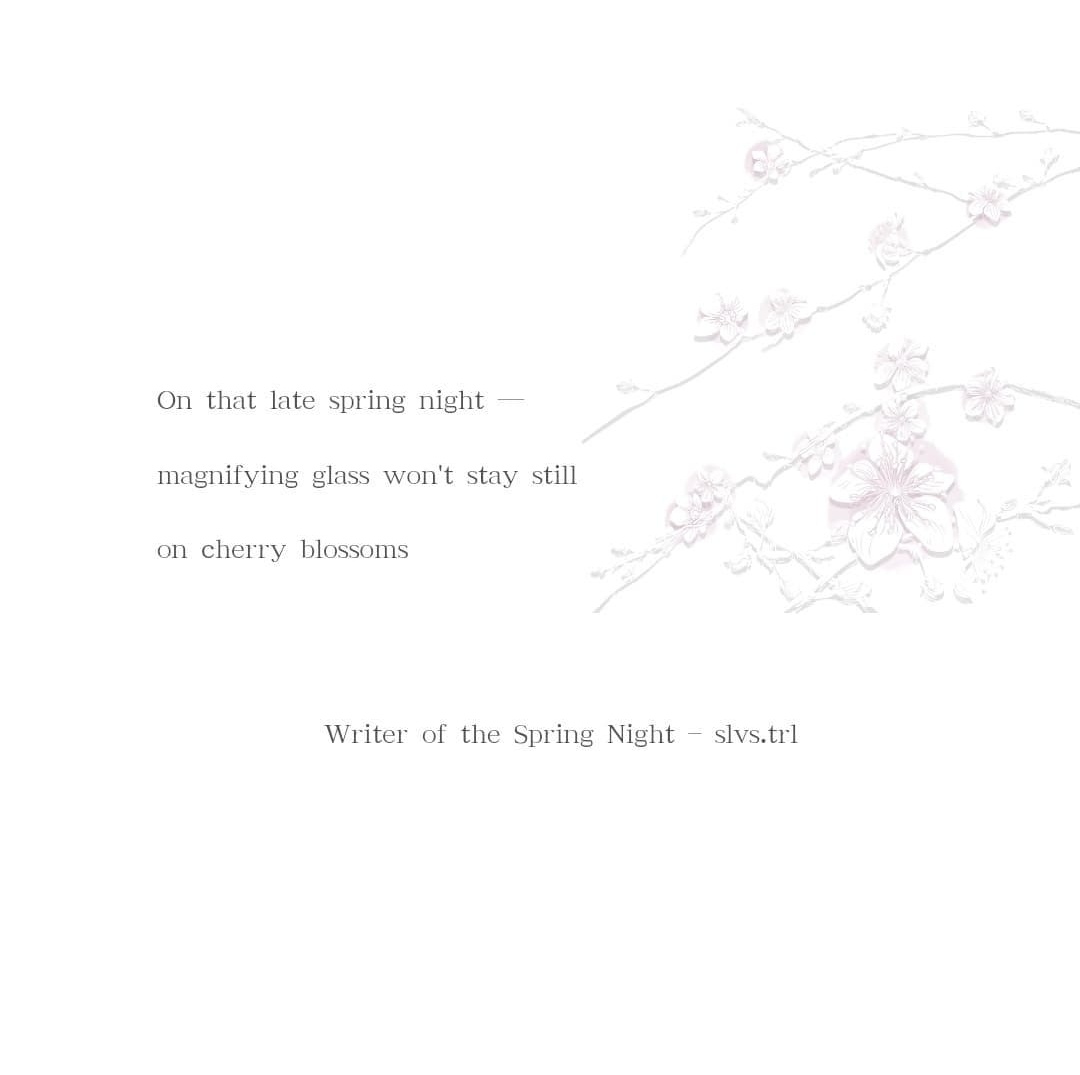 On that late spring night —
magnifying glass won't stay still
on cherry blossoms
Writer of the Spring Night – slvs.trl